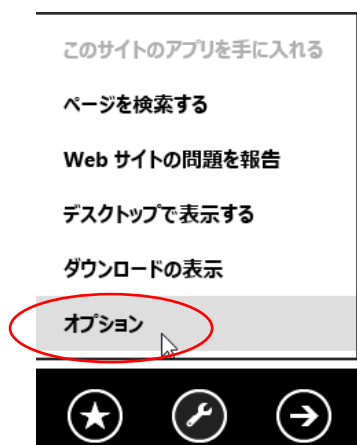 このサイトのアプリを手に入れる
ページを検索する
Web サイトの問題を報告
デスクトップで表示する
ダウンロードの表示
オプション